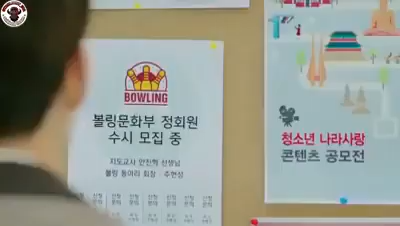 BOWLING
볼링문화부 정회원
수시 모집 중
지도교사 안진혁 선생님
볼링 동아리 회장 - 주현성
청소년 나라사랑
콘텐츠 공모전